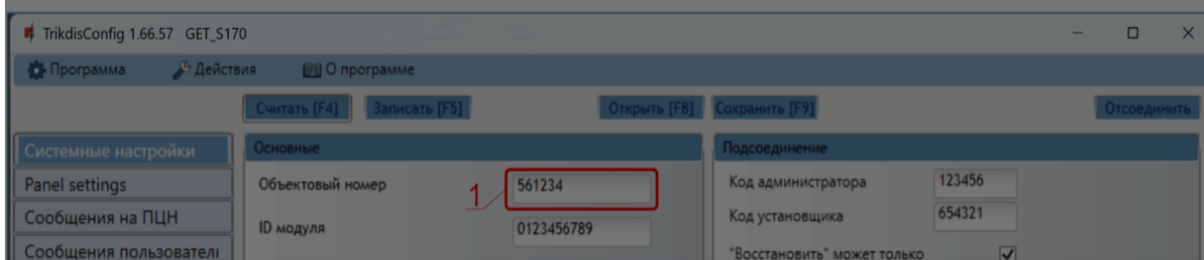 TrikdisConfig 1.66.57 GET_S170
Программа Действия О программе
Считать [F4] Записать [F5] Открыть [F8] Сохранить [F9] Отсоединить
Системные настройки
Panel settings
Сообщения на ПЦН
Сообщения пользователи
Основные
Объектовый номер 1 561234
ID модуля 0123456789
Подсоединение
Код администратора 123456
Код установщика 654321
"Восстановить" может только